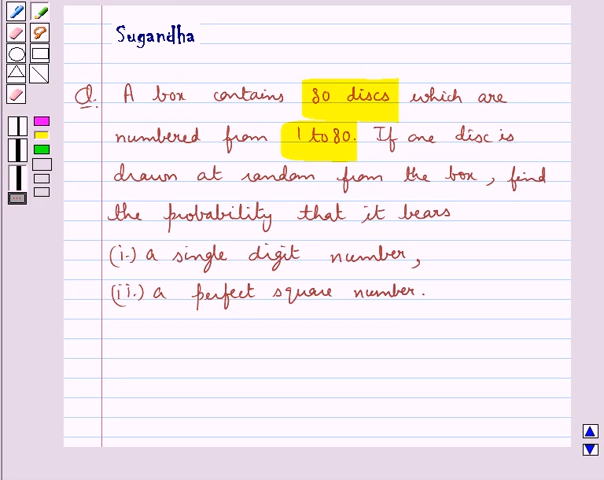 Sugandha
Q. A box contains 80 discs which are
numbered from 1 to 80. If one disc is
drawn at random from the box, find
the probability that it bears
(i.) a single digit number,
(ii.) a perfect square number.